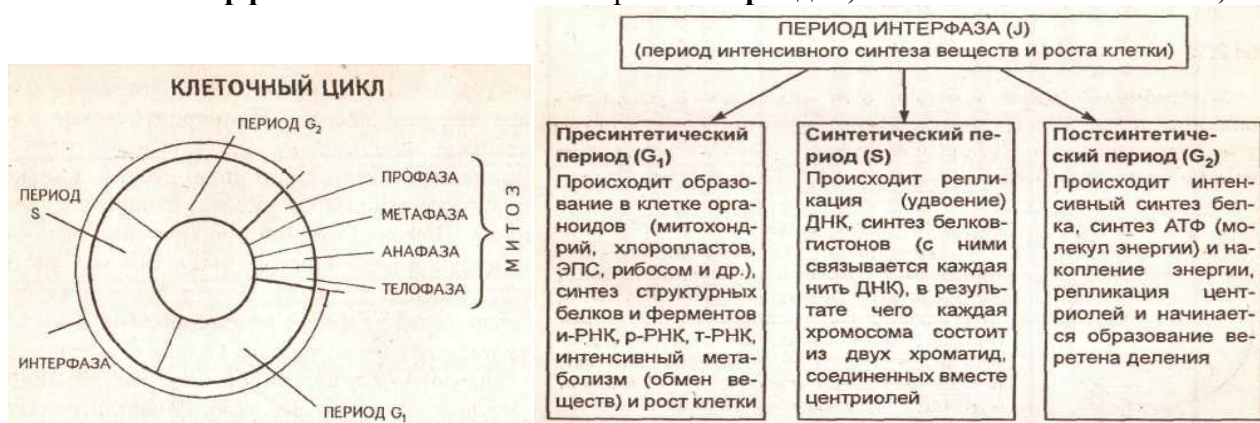 КЛЕТОЧНЫЙ ЦИКЛ
ПЕРИОД G₂
ПЕРИОД
S
ПРОФАЗА
МЕТАФАЗА
АНАФАЗА
ТЕЛОФАЗА
МИТОЗ
ИНТЕРФАЗА
ПЕРИОД G₁
ПЕРИОД ИНТЕРФАЗА (J)
(период интенсивного синтеза веществ и роста клетки)
Пресинтетический
период (G₁)
Происходит образо-
вание в клетке орга-
ноидов (митохонд-
рий, хлоропластов,
ЭПС, рибосом и др.),
синтез структурных
белков и ферментов
и-РНК, р-РНК, т-РНК,
интенсивный мета-
болизм (обмен ве-
ществ) и рост клетки
Синтетический пе-
риод (S)
Происходит репли-
кация (удвоение)
ДНК, синтез белков-
гистонов (с ними
связывается каждая
нить ДНК), в резуль-
тате чего каждая
хромосома состоит
из двух хроматид,
соединенных вместе
центриолей
Постсинтетиче-
ский период (G₂)
Происходит интен-
сивный синтез бел-
ка, синтез АТФ (мо-
лекул энергии) и на-
копление энергии,
репликация цент-
риолей и начинает-
ся образование ве-
ретена деления